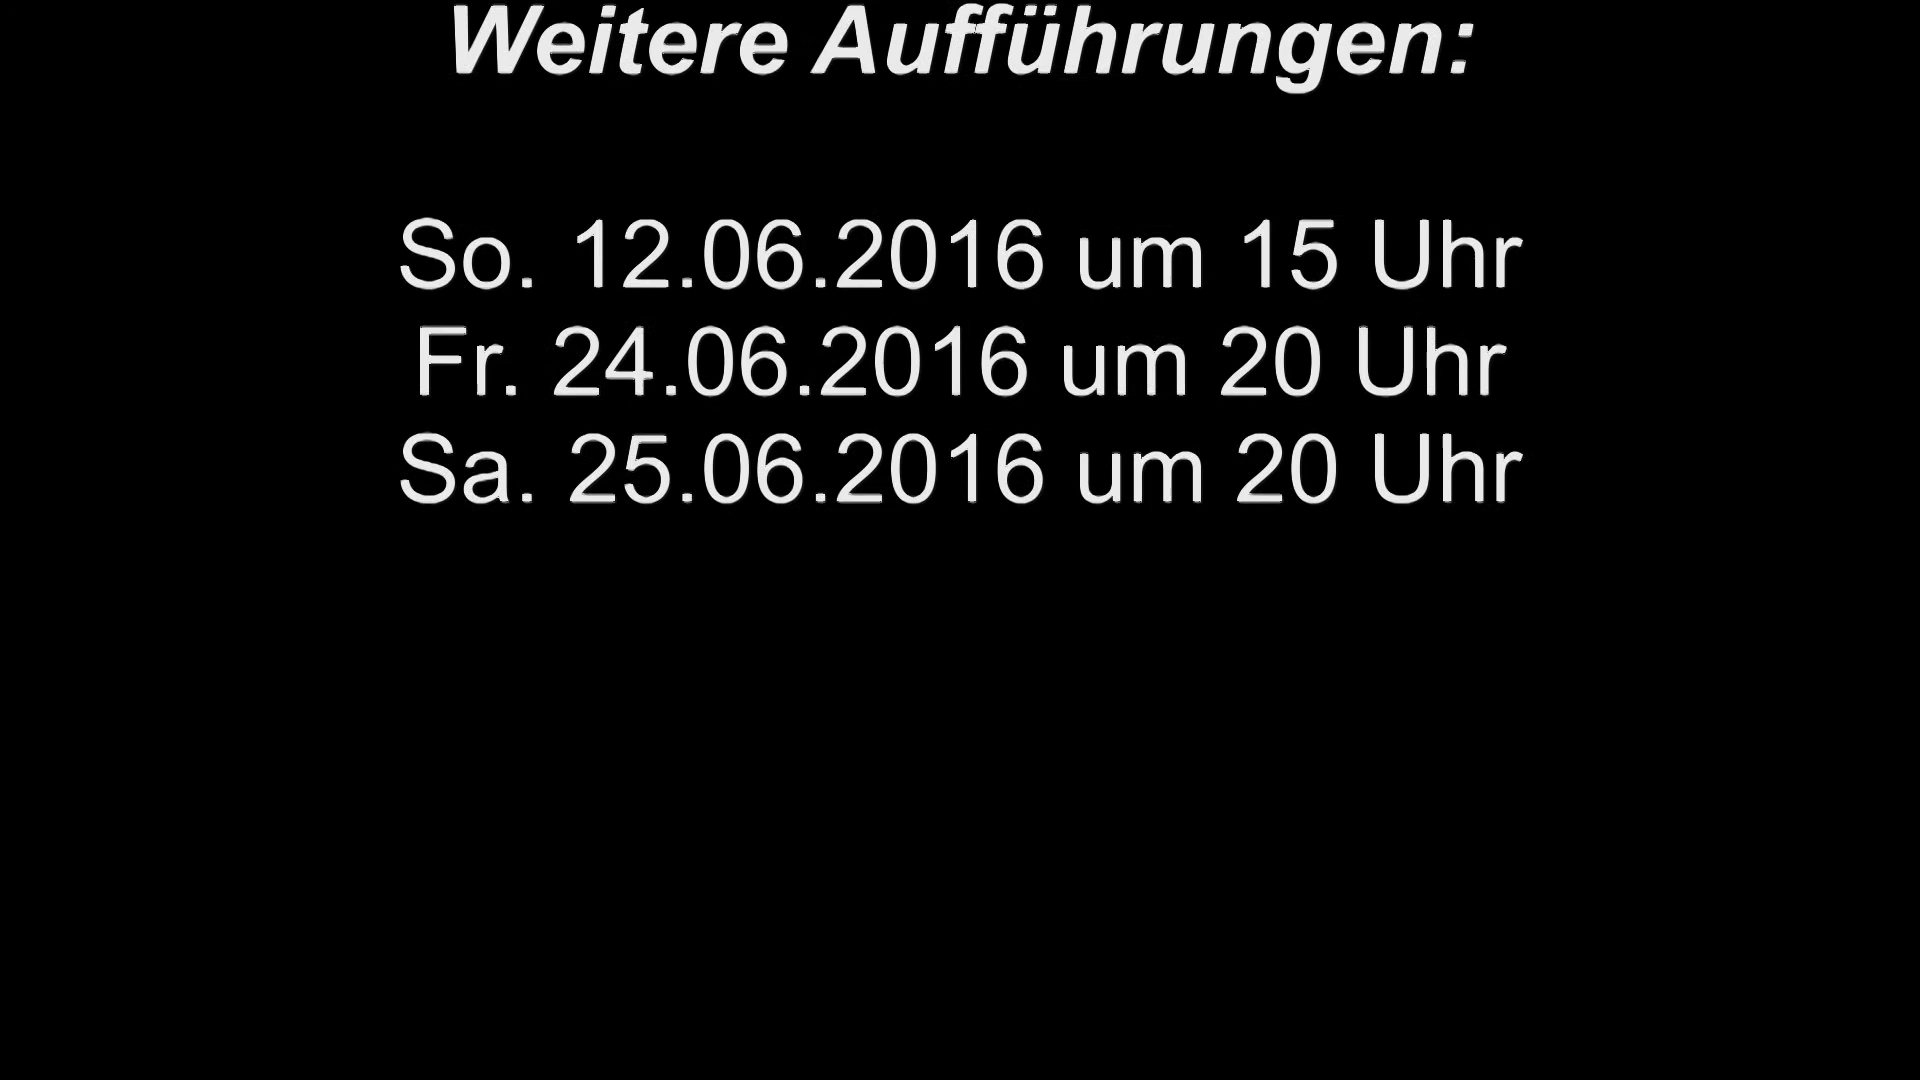 Weitere Aufführungen:
So. 12.06.2016 um 15 Uhr
Fr. 24.06.2016 um 20 Uhr
Sa. 25.06.2016 um 20 Uhr